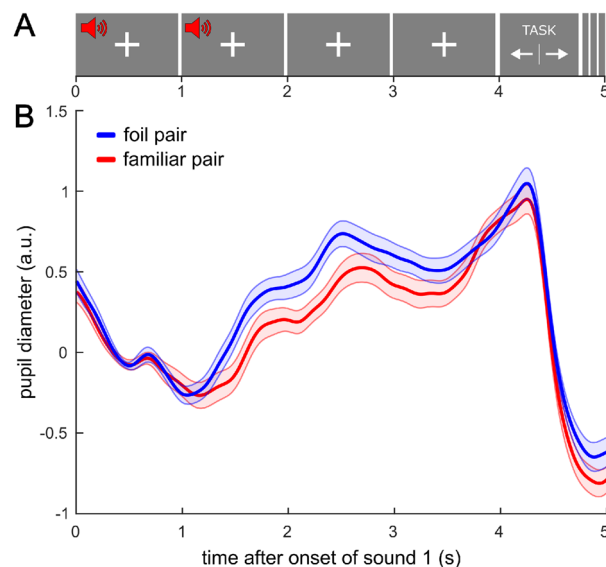 A
TASK
0 1 2 3 4 5
B
1.5
foil pair
familiar pair
1
0.5
0
-0.5
-1
pupil diameter (a.u.)
0 1 2 3 4 5
time after onset of sound 1 (s)